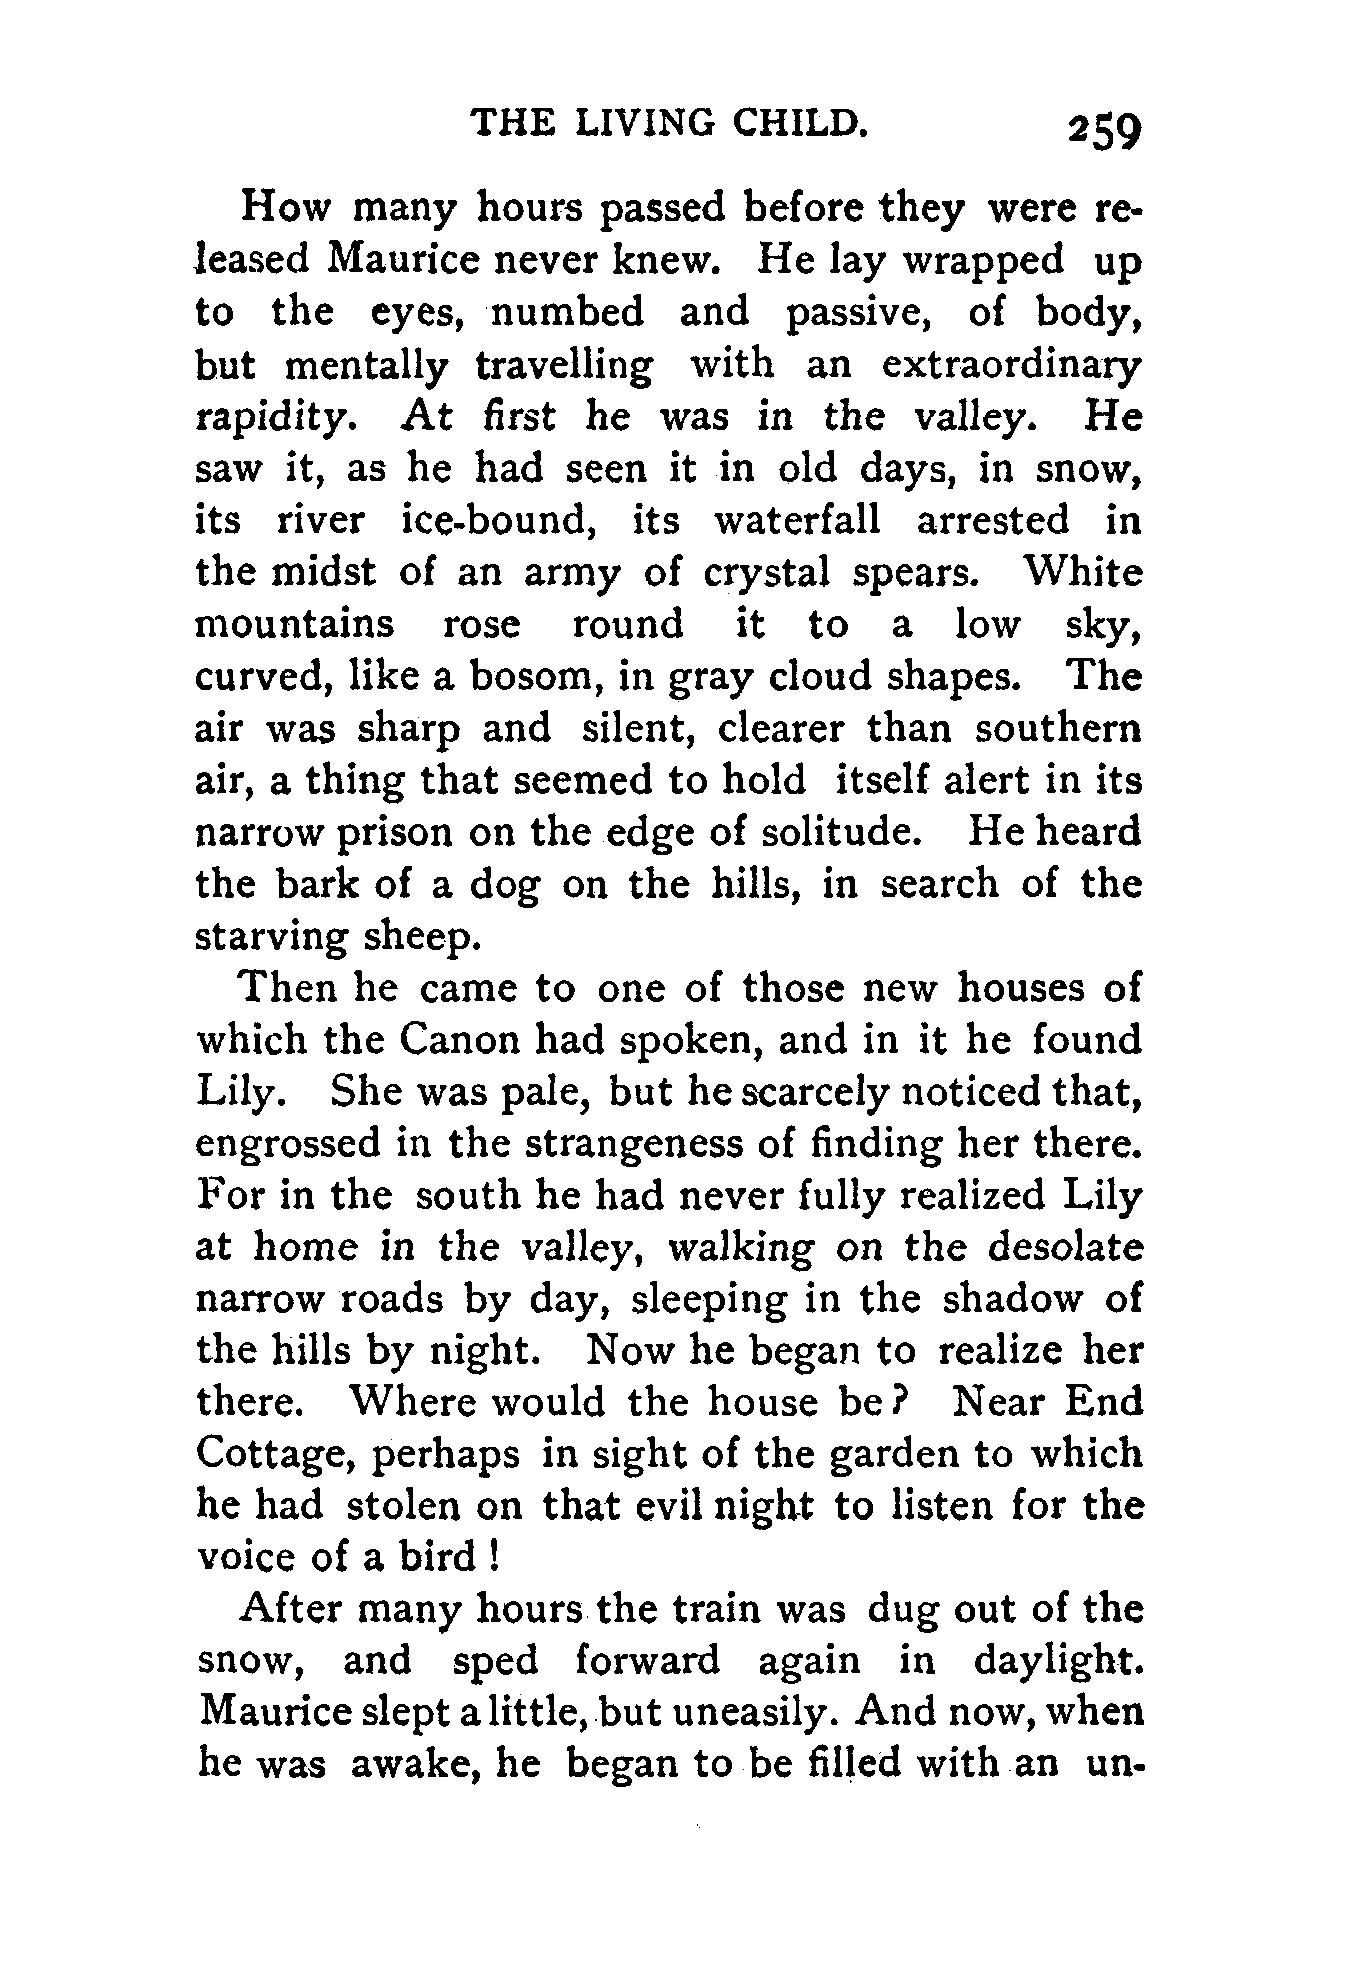 THE LIVING CHILD. 259
How many hours passed before they were re-
leased Maurice never knew. He lay wrapped up
to the eyes, numbed and passive, of body,
but mentally travelling with an extraordinary
rapidity. At first he was in the valley. He
saw it, as he had seen it in old days, in snow,
its river ice-bound, its waterfall arrested in
the midst of an army of crystal spears. White
mountains rose round it to a low sky,
curved, like a bosom, in gray cloud shapes. The
air was sharp and silent, clearer than southern
air, a thing that seemed to hold itself alert in its
narrow prison on the edge of solitude. He heard
the bark of a dog on the hills, in search of the
starving sheep.
Then he came to one of those new houses of
which the Canon had spoken, and in it he found
Lily. She was pale, but he scarcely noticed that,
engrossed in the strangeness of finding her there.
For in the south he had never fully realized Lily
at home in the valley, walking on the desolate
narrow roads by day, sleeping in the shadow of
the hills by night. Now he began to realize her
there. Where would the house be? Near End
Cottage, perhaps in sight of the garden to which
he had stolen on that evil night to listen for the
voice of a bird!
After many hours the train was dug out of the
snow, and sped forward again in daylight.
Maurice slept a little, but uneasily. And now, when
he was awake, he began to be filled with an un-